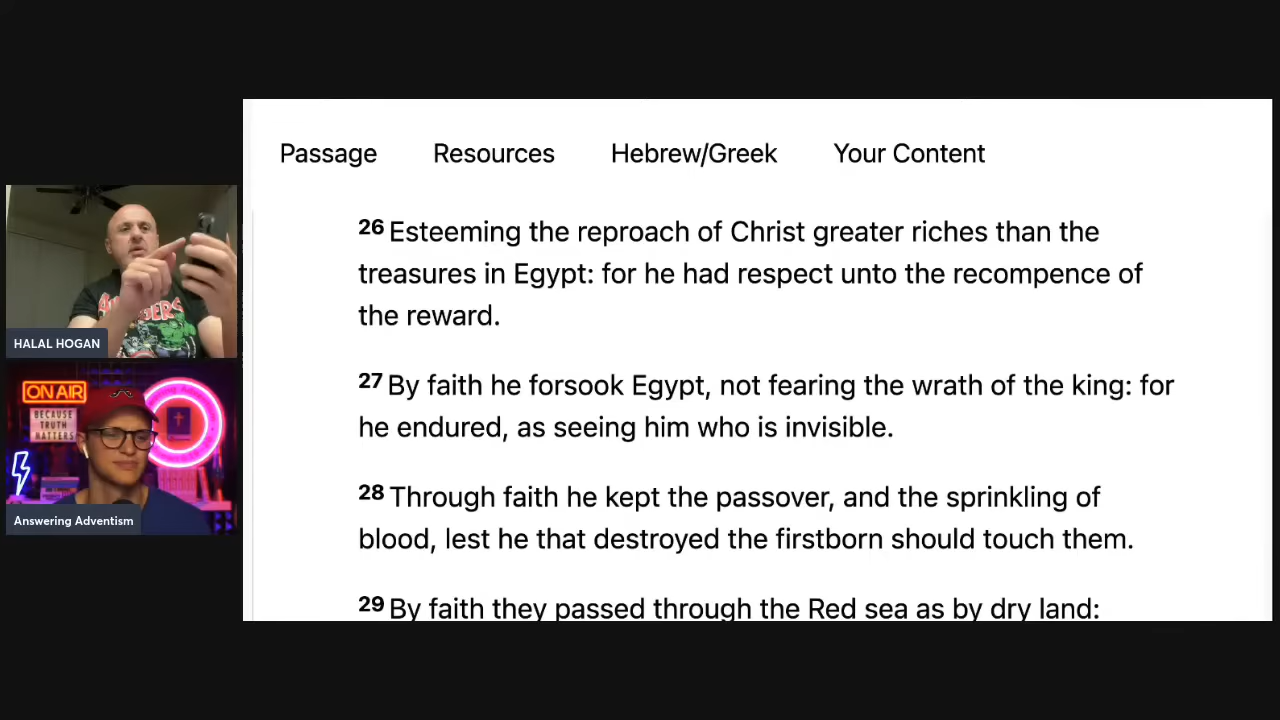 Passage Resources Hebrew/Greek Your Content
26 Esteeming the reproach of Christ greater riches than the
treasures in Egypt: for he had respect unto the recompence of
the reward.
27 By faith he forsook Egypt, not fearing the wrath of the king: for
he endured, as seeing him who is invisible.
28 Through faith he kept the passover, and the sprinkling of
blood, lest he that destroyed the firstborn should touch them.
29 By faith they passed through the Red sea as by dry land:
HALAL HOGAN
ON AIR
BECAUSE
TRUTH
MATTERS
Answering Adventism